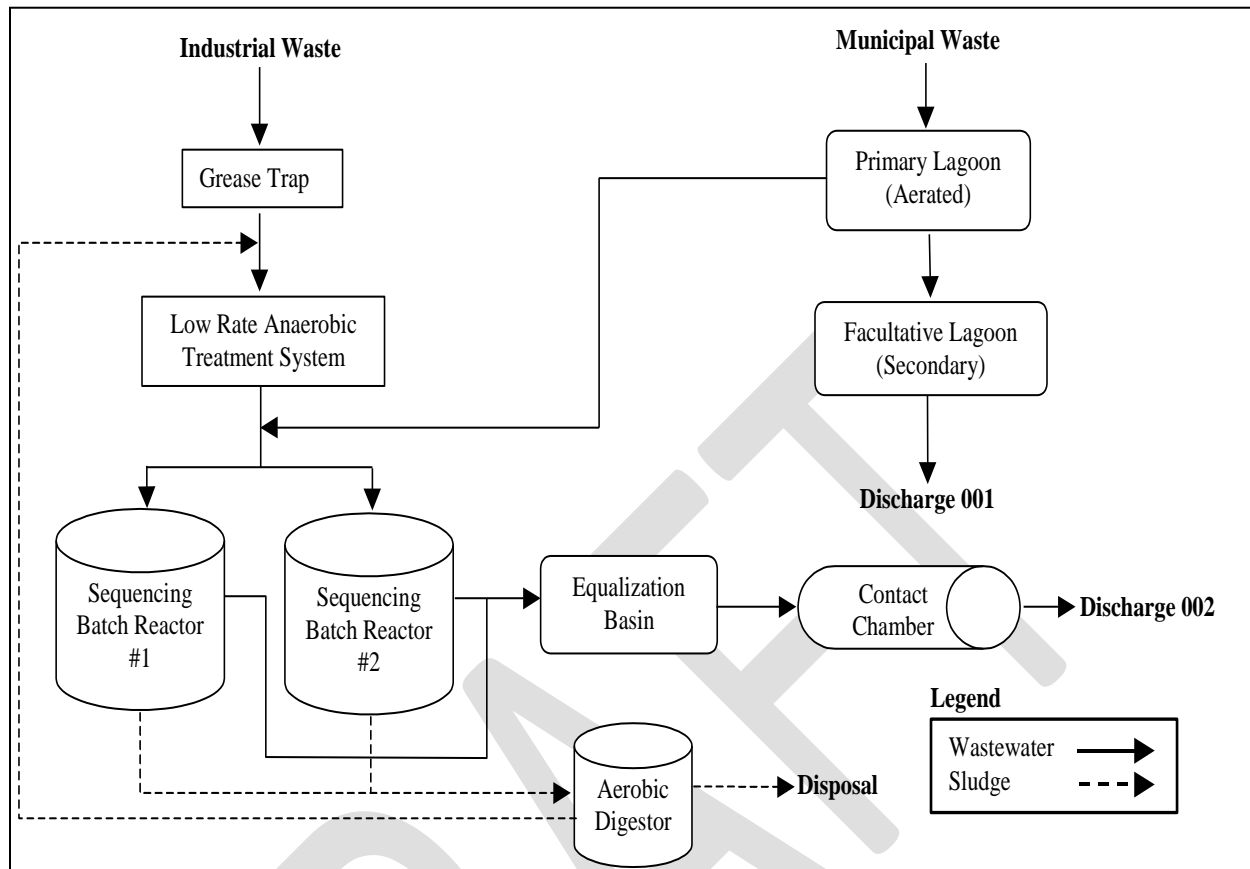 Industrial Waste
Municipal Waste
Grease Trap
Primary Lagoon
(Aerated)
Low Rate Anaerobic
Treatment System
Facultative Lagoon
(Secondary)
Discharge 001
Sequencing
Batch Reactor
#1
Sequencing
Batch Reactor
#2
Equalization
Basin
Contact
Chamber
Discharge 002
Aerobic
Digestor
Disposal
Legend
Wastewater
Sludge
DRAFT